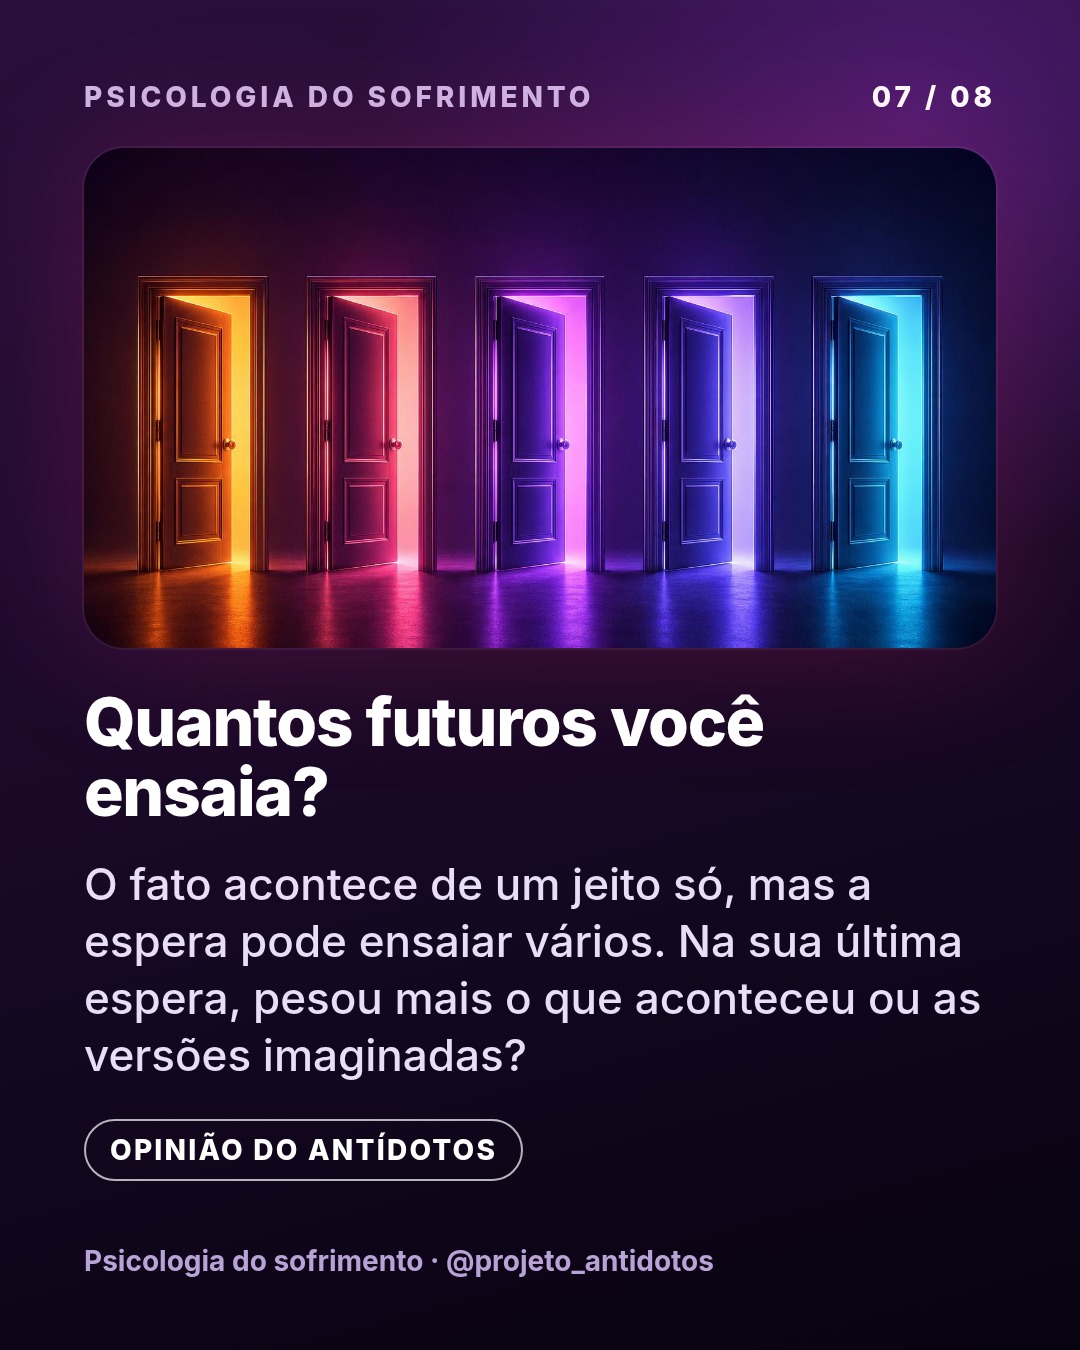 PSICOLOGIA DO SOFRIMENTO
07 / 08
Quantos futuros você
ensaia?
O fato acontece de um jeito só, mas a
espera pode ensaiar vários. Na sua última
espera, pesou mais o que aconteceu ou as
versões imaginadas?
OPINIÃO DO ANTÍDOTOS
Psicologia do sofrimento · @projeto_antidotos